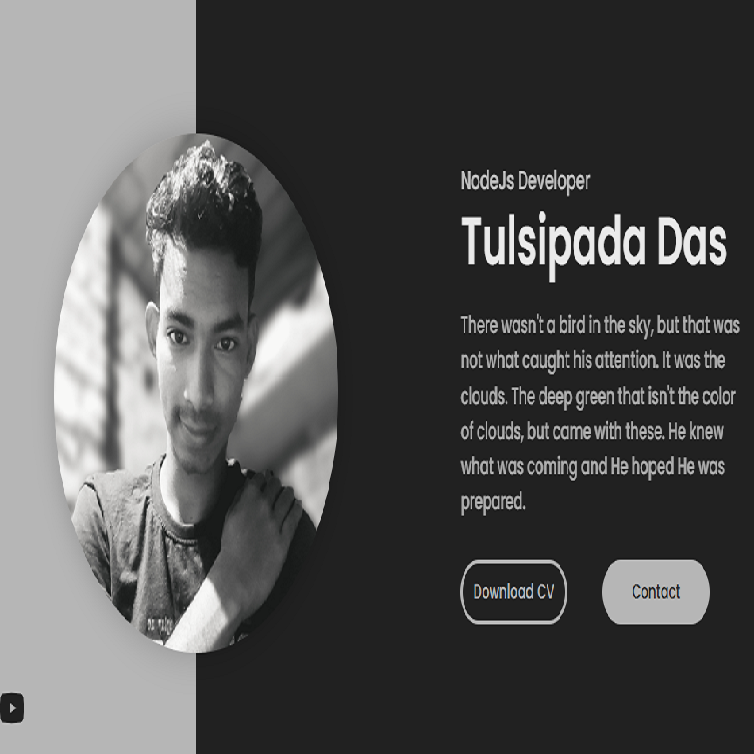 NodeJs Developer
Tulsipada Das
There wasn't a bird in the sky, but that was
not what caught his attention. It was the
clouds. The deep green that isn't the color
of clouds, but came with these. He knew
what was coming and He hoped He was
prepared.
Download CV
Contact